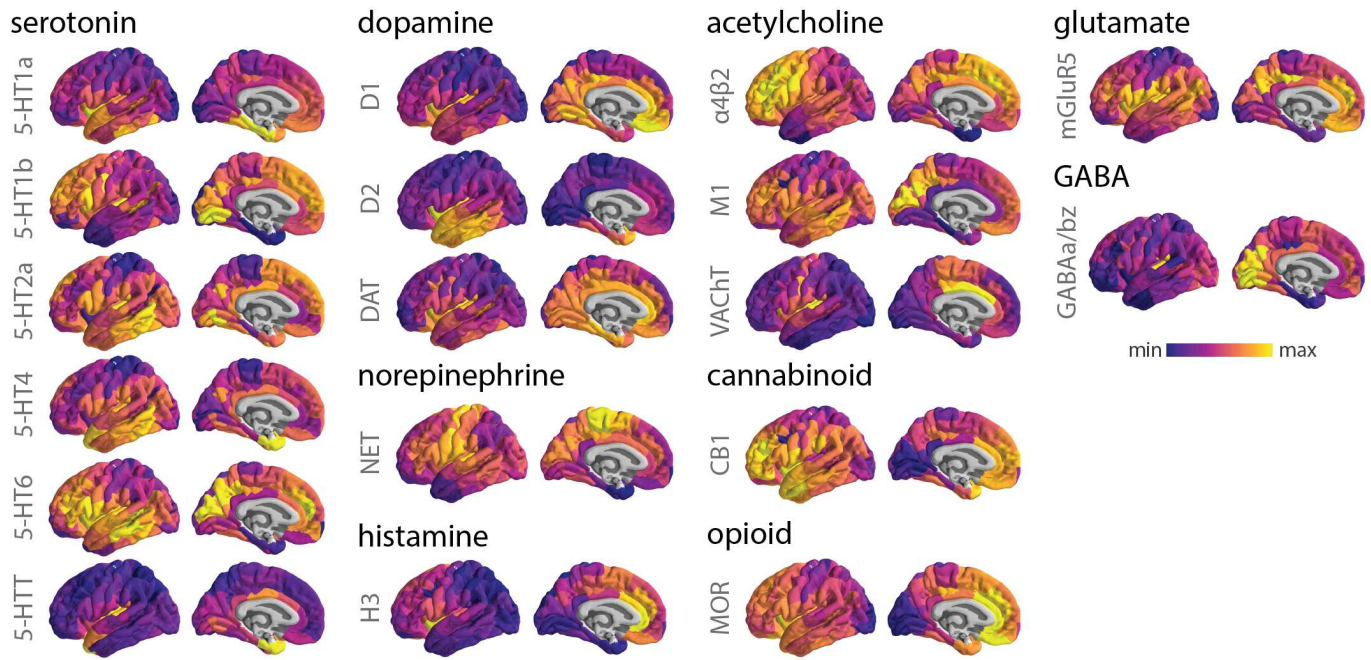 serotonin
5-HT1a
5-HT1b
5-HT2a
5-HT4
5-HT6
5-HTT
dopamine
D1
D2
DAT
norepinephrine
NET
histamine
H3
acetylcholine
α4β2
M1
VAChT
cannabinoid
CB1
opioid
MOR
glutamate
mGluR5
GABA
GABAa/bz
min max